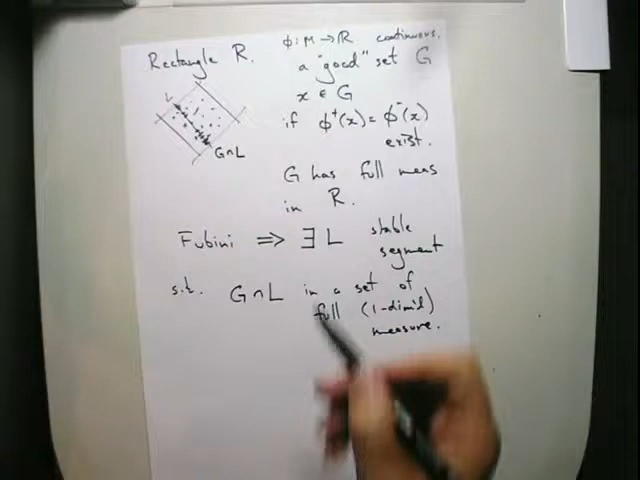 Rectangle R.
L
G∩L
φ: M → ℝ continuous.
a "good" set G
x ∈ G
if φ⁺(x) = φ⁻(x)
exist.
G has full meas
in R.
Fubini ⇒ ∃ L stable
segment
s.t. G∩L is a set of
full (1-dim'l)
measure.